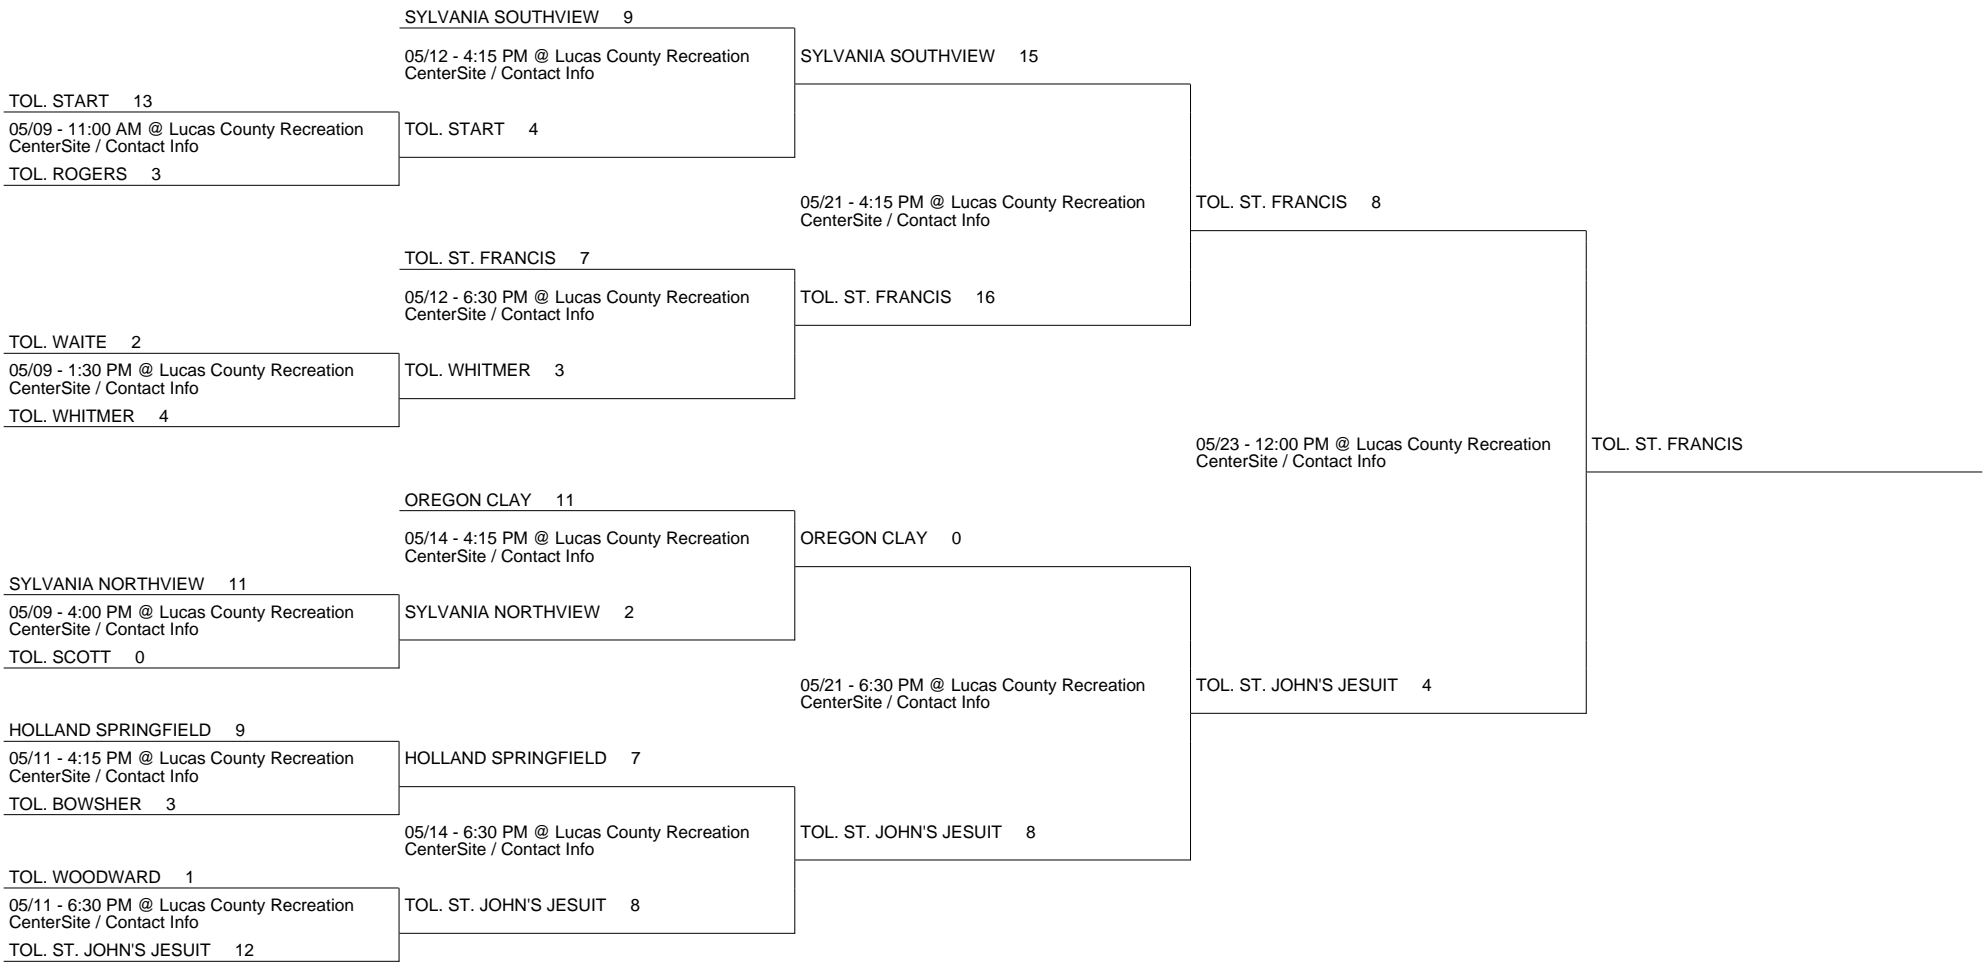 SYLVANIA SOUTHVIEW 9
05/12 - 4:15 PM @ Lucas County Recreation
CenterSite / Contact Info
SYLVANIA SOUTHVIEW 15
TOL. START 13
05/09 - 11:00 AM @ Lucas County Recreation
CenterSite / Contact Info
TOL. START 4
TOL. ROGERS 3
05/21 - 4:15 PM @ Lucas County Recreation
CenterSite / Contact Info
TOL. ST. FRANCIS 8
TOL. ST. FRANCIS 7
05/12 - 6:30 PM @ Lucas County Recreation
CenterSite / Contact Info
TOL. ST. FRANCIS 16
TOL. WAITE 2
05/09 - 1:30 PM @ Lucas County Recreation
CenterSite / Contact Info
TOL. WHITMER 3
TOL. WHITMER 4
05/23 - 12:00 PM @ Lucas County Recreation
CenterSite / Contact Info
TOL. ST. FRANCIS
OREGON CLAY 11
05/14 - 4:15 PM @ Lucas County Recreation
CenterSite / Contact Info
OREGON CLAY 0
SYLVANIA NORTHVIEW 11
05/09 - 4:00 PM @ Lucas County Recreation
CenterSite / Contact Info
SYLVANIA NORTHVIEW 2
TOL. SCOTT 0
05/21 - 6:30 PM @ Lucas County Recreation
CenterSite / Contact Info
TOL. ST. JOHN'S JESUIT 4
HOLLAND SPRINGFIELD 9
05/11 - 4:15 PM @ Lucas County Recreation
CenterSite / Contact Info
HOLLAND SPRINGFIELD 7
TOL. BOWSHER 3
05/14 - 6:30 PM @ Lucas County Recreation
CenterSite / Contact Info
TOL. ST. JOHN'S JESUIT 8
TOL. WOODWARD 1
05/11 - 6:30 PM @ Lucas County Recreation
CenterSite / Contact Info
TOL. ST. JOHN'S JESUIT 8
TOL. ST. JOHN'S JESUIT 12